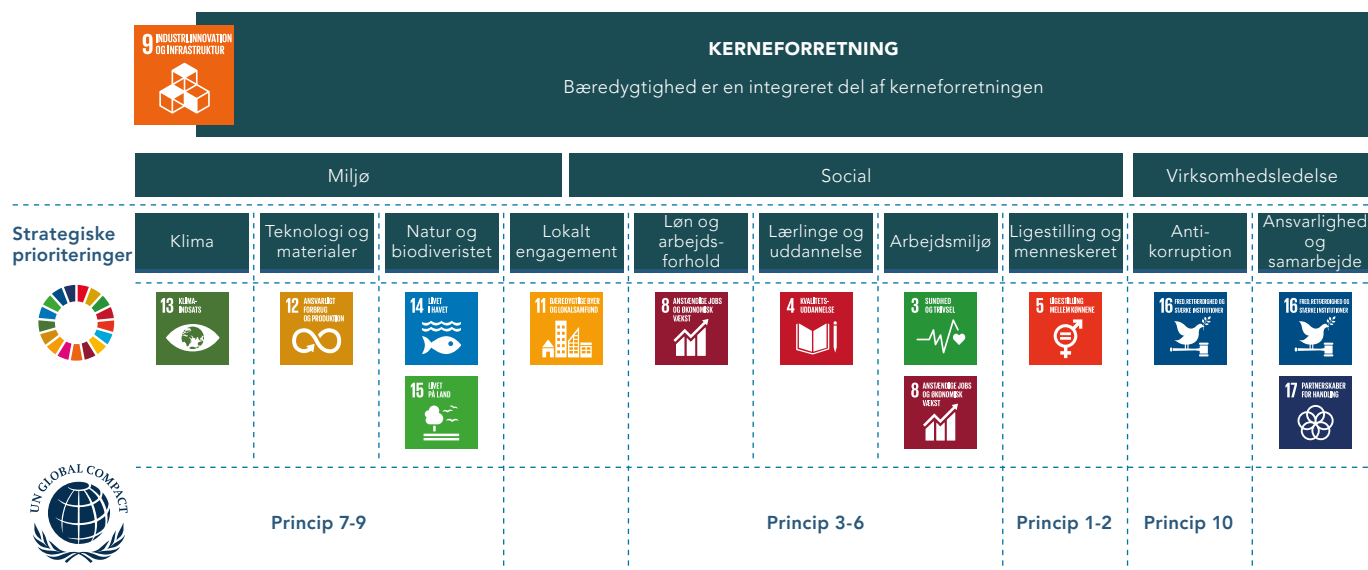 9 INDUSTRI, INNOVATION
OG INFRASTRUKTUR
KERNEFORRETNING
Bæredygtighed er en integreret del af kerneforretningen
Miljø
Social
Virksomhedsledelse
Strategiske
prioriteringer
Klima
Teknologi og
materialer
Natur og
biodiveristet
Lokalt
engagement
Løn og
arbejds-
forhold
Lærlinge og
uddannelse
Arbejdsmiljø
Ligestilling og
menneskeret
Anti-
korruption
Ansvarlighed
og
samarbejde
13 KLIMA-
INDSATS
12 ANSVARLIGT
FORBRUG
OG PRODUKTION
14 LIVET
I HAVET
11 BÆREDYGTIGE BYER
OG LOKALSAMFUND
8 ANSTÆNDIGE JOBS
OG ØKONOMISK
VÆKST
4 KVALITETS-
UDDANNELSE
3 SUNDHED
OG TRIVSEL
5 LIGESTILLING
MELLEM KØNNENE
16 FRED, RETFÆRDIGHED OG
STÆRKE INSTITUTIONER
16 FRED, RETFÆRDIGHED OG
STÆRKE INSTITUTIONER
15 LIVET
PÅ LAND
8 ANSTÆNDIGE JOBS
OG ØKONOMISK
VÆKST
17 PARTNERSKABER
FOR HANDLING
UN GLOBAL COMPACT
Princip 7-9
Princip 3-6
Princip 1-2
Princip 10